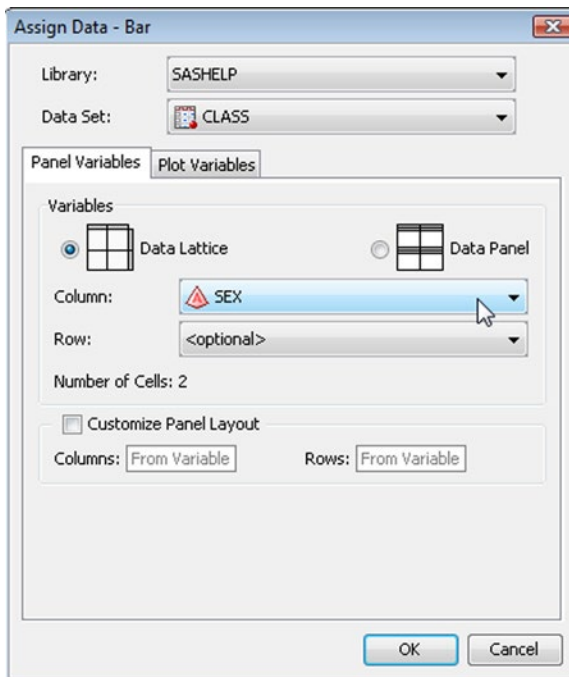 Assign Data - Bar
Library: SASHELP
Data Set: CLASS
Panel Variables Plot Variables
Variables
Data Lattice Data Panel
Column: SEX
Row: <optional>
Number of Cells: 2
Customize Panel Layout
Columns: From Variable Rows: From Variable
OK Cancel